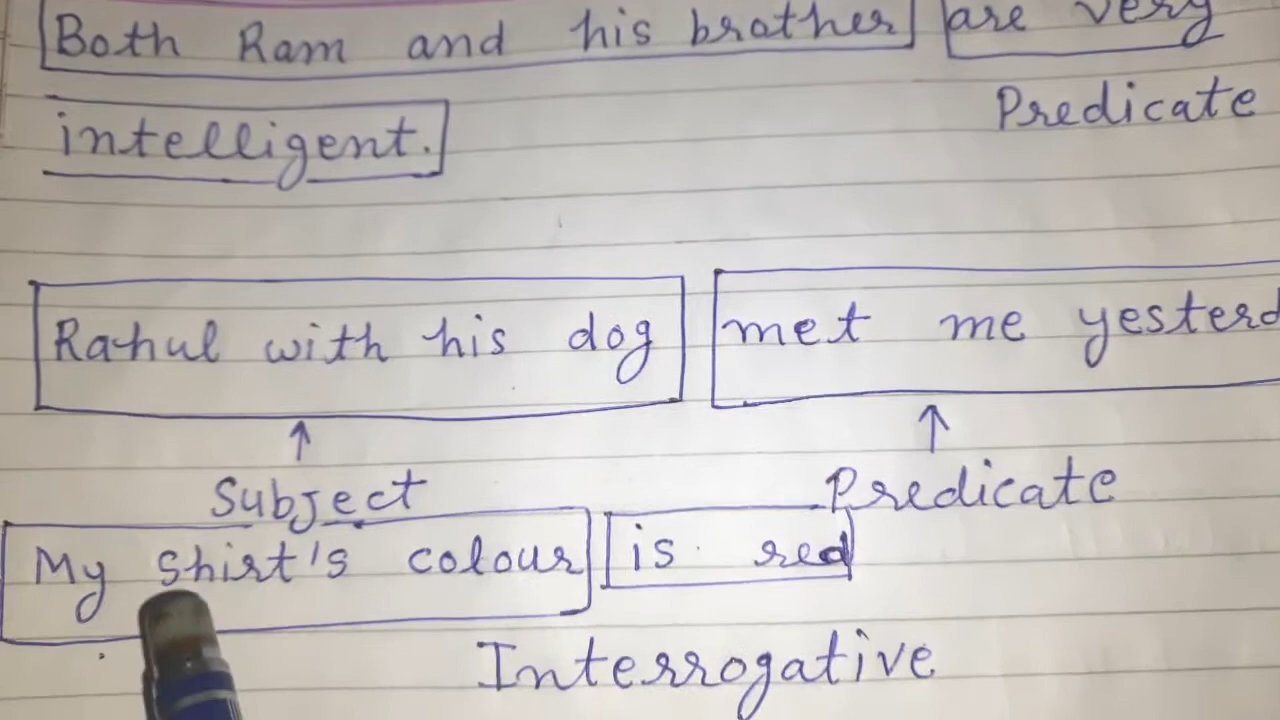 Both Ram and his brother are very
Predicate
intelligent.
Rahul with his dog met me yesterd
Subject Predicate
My shirt's colour is red
Interrogative